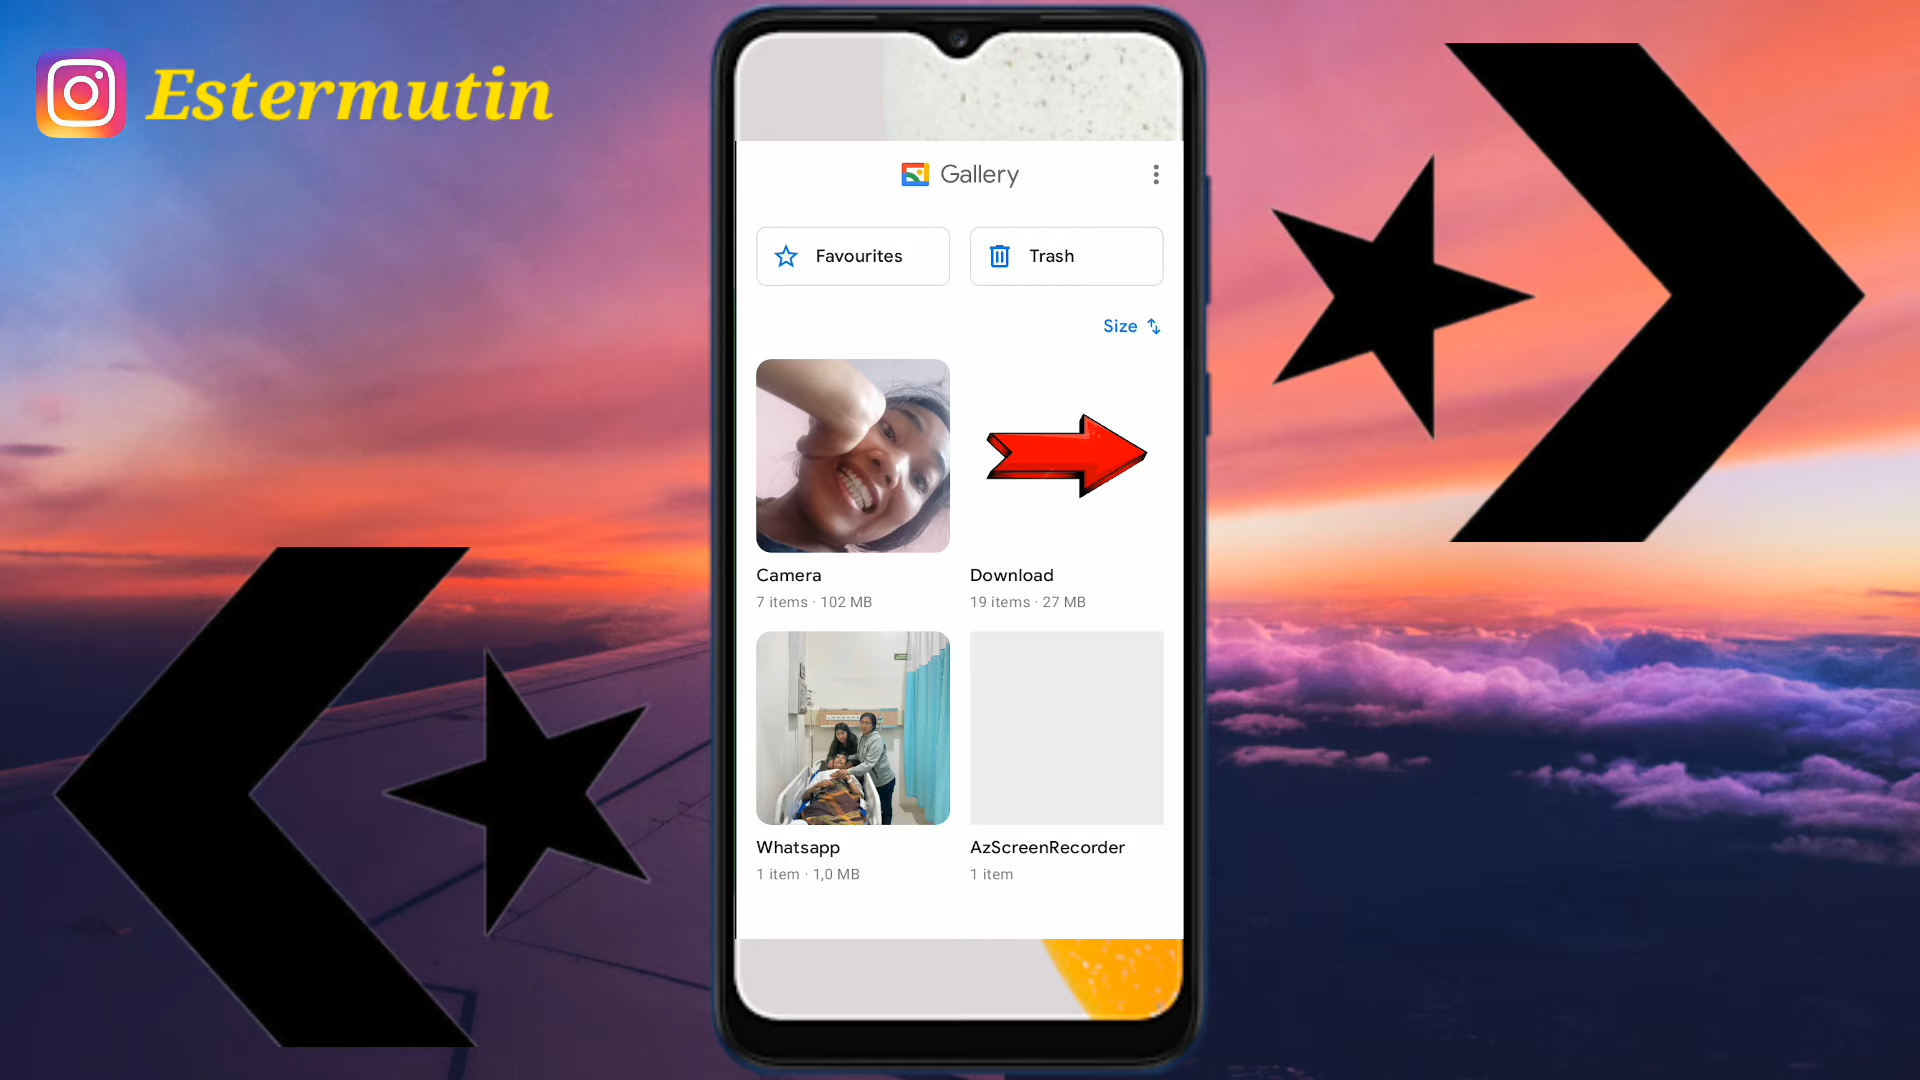 Estermutin
Gallery
Favourites
Trash
Size
Camera
7 items · 102 MB
Download
19 items · 27 MB
Whatsapp
1 item · 1,0 MB
AzScreenRecorder
1 item